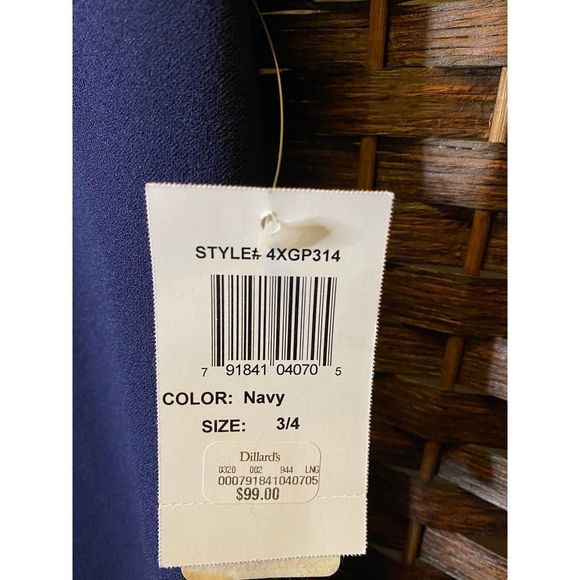 STYLE# 4XGP314
7 91841 04070 5
COLOR: Navy
SIZE: 3/4
Dillard's
0320 002 944 LNG
000791841040705
$99.00